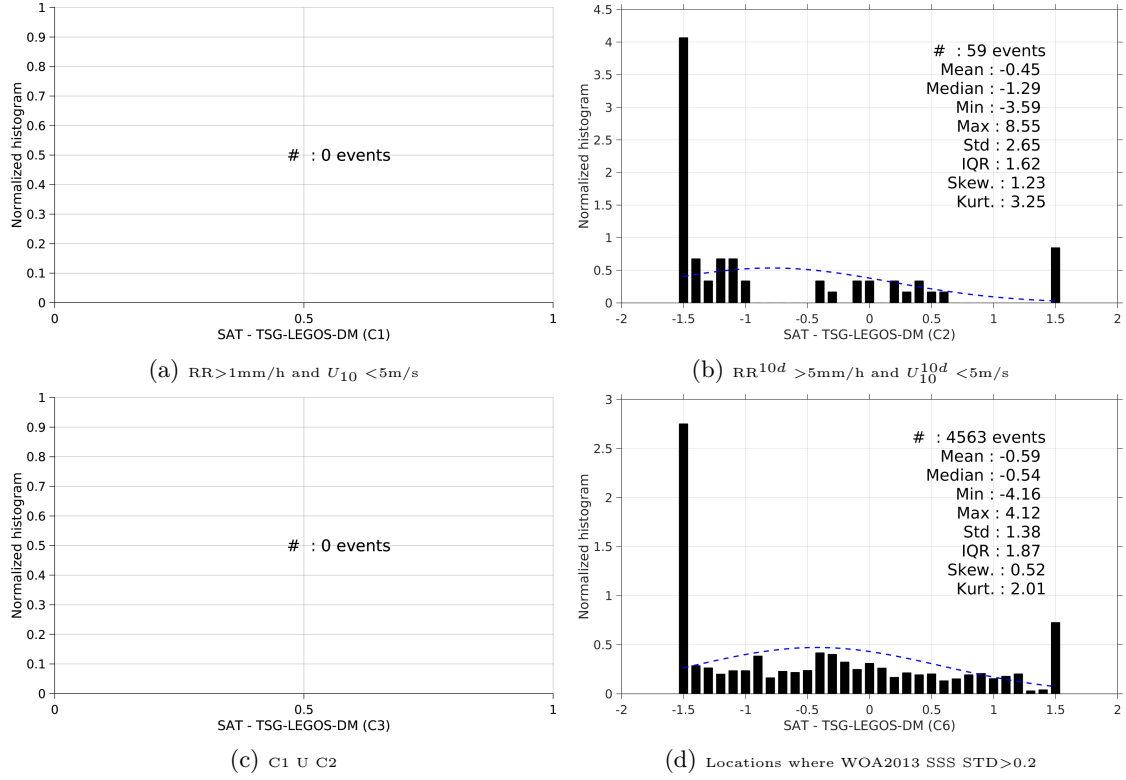 1
0.9
0.8
0.7
0.6
0.5
0.4
0.3
0.2
0.1
0
Normalized histogram
# : 0 events
0 0.5 1
SAT - TSG-LEGOS-DM (C1)
(a) RR>1mm/h and U10 <5m/s
4.5
4
3.5
3
2.5
2
1.5
1
0.5
0
Normalized histogram
# : 59 events
Mean : -0.45
Median : -1.29
Min : -3.59
Max : 8.55
Std : 2.65
IQR : 1.62
Skew. : 1.23
Kurt. : 3.25
-2 -1.5 -1 -0.5 0 0.5 1 1.5 2
SAT - TSG-LEGOS-DM (C2)
(b) RR10d >5mm/h and U10d10 <5m/s
1
0.9
0.8
0.7
0.6
0.5
0.4
0.3
0.2
0.1
0
Normalized histogram
# : 0 events
0 0.5 1
SAT - TSG-LEGOS-DM (C3)
(c) C1 U C2
3
2.5
2
1.5
1
0.5
0
Normalized histogram
# : 4563 events
Mean : -0.59
Median : -0.54
Min : -4.16
Max : 4.12
Std : 1.38
IQR : 1.87
Skew. : 0.52
Kurt. : 2.01
-2 -1.5 -1 -0.5 0 0.5 1 1.5 2
SAT - TSG-LEGOS-DM (C6)
(d) Locations where WOA2013 SSS STD>0.2